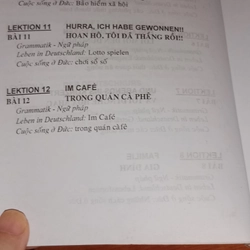 Cuộc sống ở Đức: Bảo hiểm xã hội
LEKTION 11 HURRA, ICH HABE GEWONNEN!!
BÀI 11 HOAN HÔ, TÔI ĐÃ THẮNG RỒI!!
Grammatik - Ngữ pháp
Leben in Deutschland: Lotto spielen
Cuộc sống ở Đức: chơi sổ số
LEKTION 12 IM CAFÉ
BÀI 12 TRONG QUÁN CÀ PHÊ
Grammatik - Ngữ pháp
Leben in Deutschland: Im Café
Cuộc sống ở Đức: trong quán café